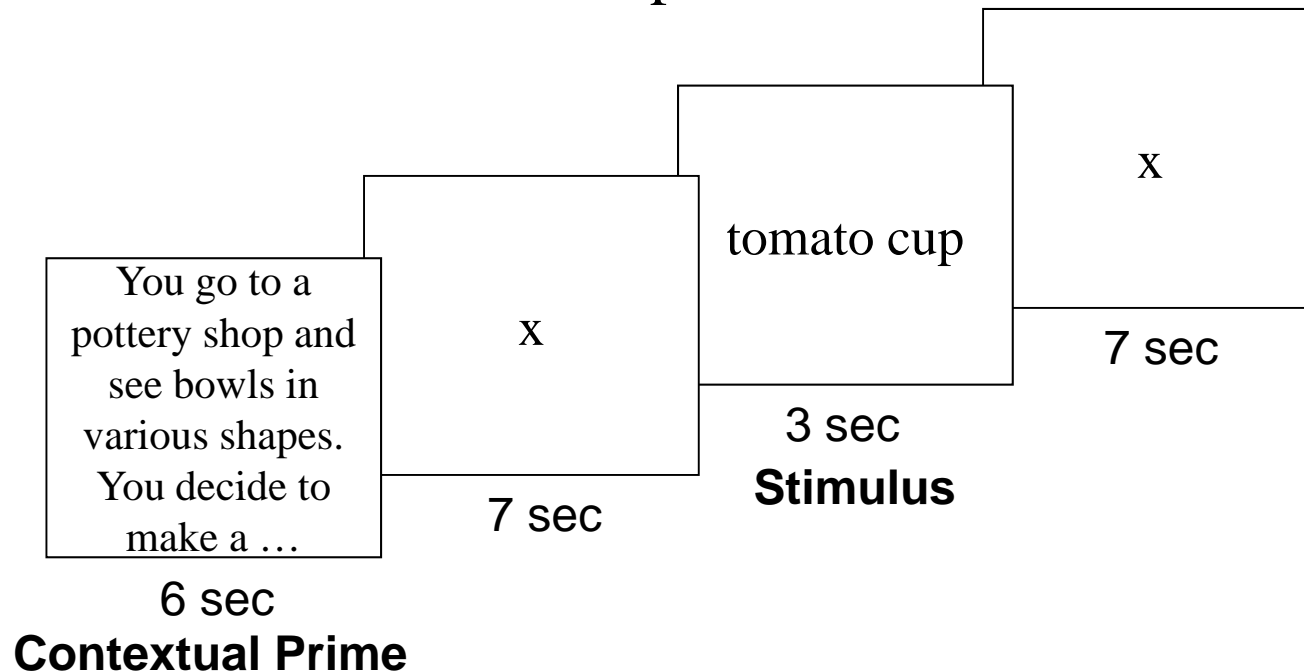 You go to a
pottery shop and
see bowls in
various shapes.
You decide to
make a …
6 sec
Contextual Prime
x
7 sec
tomato cup
3 sec
Stimulus
x
7 sec